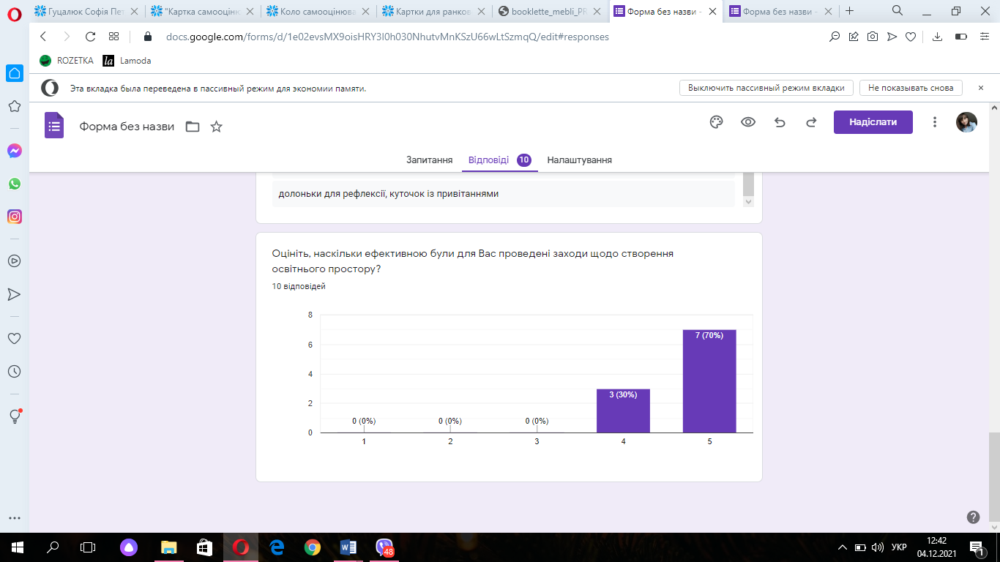 Гуцалюк Софія Пет
"Картка самооціню
Коло самооцінюва
Картки для ранков
booklette_mebli_PR
Форма без назви -
Форма без назви -
docs.google.com/forms/d/1e02evsMX9oisHRY3I0h030NhutvMnKSzU66wLtSzmqQ/edit#responses
ROZETKA
la
Lamoda
Эта вкладка была переведена в пассивный режим для экономии памяти.
Выключить пассивный режим вкладки
Не показывать снова
Форма без назви
Надіслати
Запитання
Відповіді 10
Налаштування
долоньки для рефлексії, куточок із привітаннями
Оцініть, наскільки ефективною були для Вас проведені заходи щодо створення
освітнього простору?
10 відповідей
8
6
4
2
0
0 (0%)
0 (0%)
0 (0%)
3 (30%)
7 (70%)
1
2
3
4
5
48
УКР
12:42
04.12.2021
1